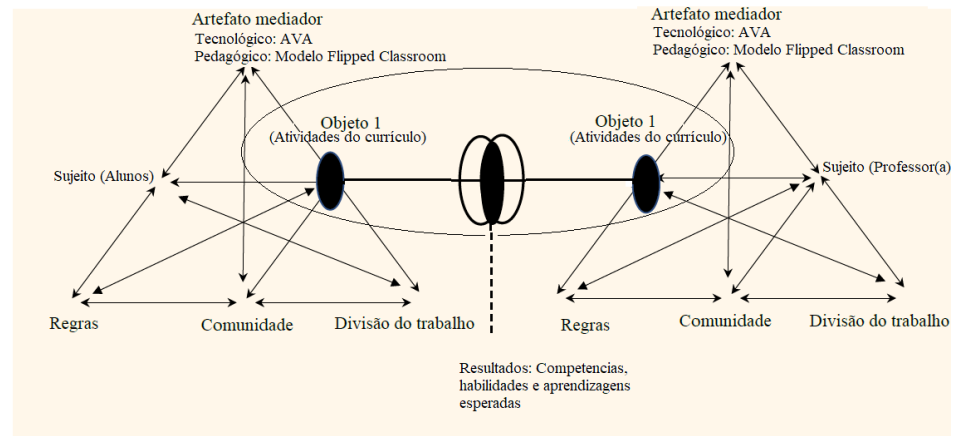 Artefato mediador
Tecnológico: AVA
Pedagógico: Modelo Flipped Classroom
Artefato mediador
Tecnológico: AVA
Pedagógico: Modelo Flipped Classroom
Objeto 1
(Atividades do currículo)
Objeto 1
(Atividades do currículo)
Sujeito (Alunos)
Sujeito (Professor(a)
Regras
Comunidade
Divisão do trabalho
Regras
Comunidade
Divisão do trabalho
Resultados: Competencias,
habilidades e aprendizagens
esperadas